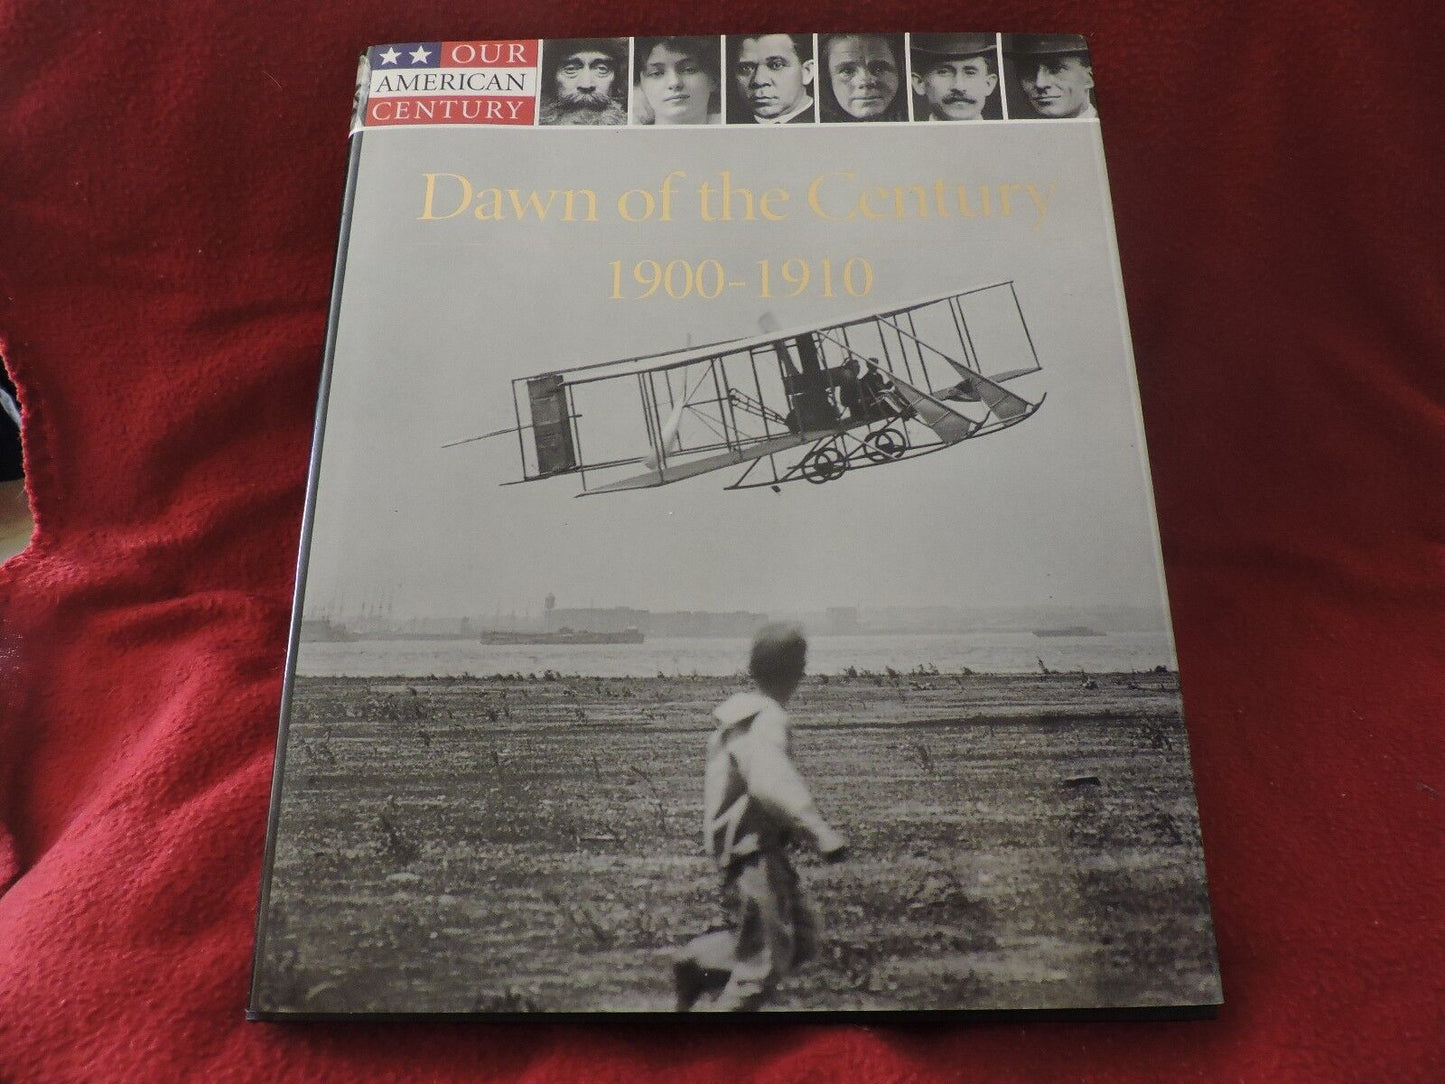 OUR
AMERICAN
CENTURY
Dawn of the Century
1900-1910